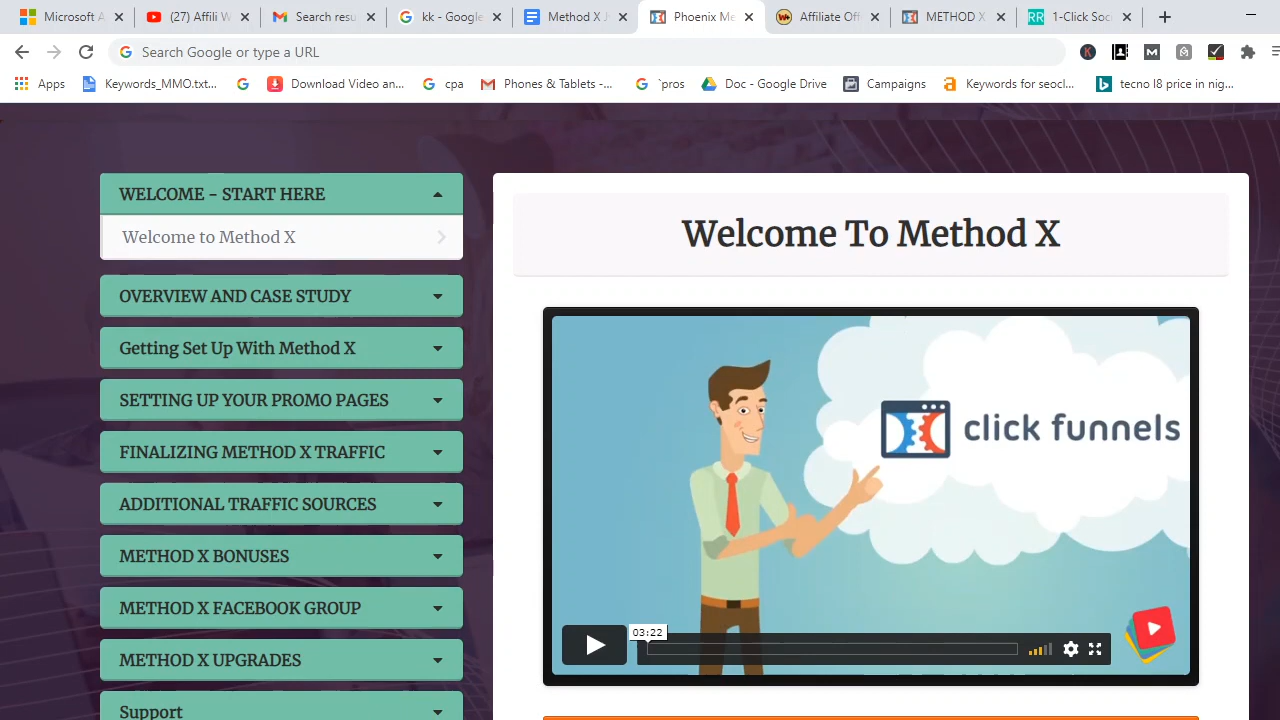 Microsoft A
(27) Affili W
Search resu
kk - Google
Method X J
Phoenix Me
Affiliate Off
METHOD X
1-Click Soc
Search Google or type a URL
Apps
Keywords_MMO.txt...
Download Video an...
cpa
Phones & Tablets -...
`pros
Doc - Google Drive
Campaigns
Keywords for seocl...
tecno l8 price in nig...
WELCOME - START HERE
Welcome to Method X
OVERVIEW AND CASE STUDY
Getting Set Up With Method X
SETTING UP YOUR PROMO PAGES
FINALIZING METHOD X TRAFFIC
ADDITIONAL TRAFFIC SOURCES
METHOD X BONUSES
METHOD X FACEBOOK GROUP
METHOD X UPGRADES
Support
Welcome To Method X
click funnels
03:22